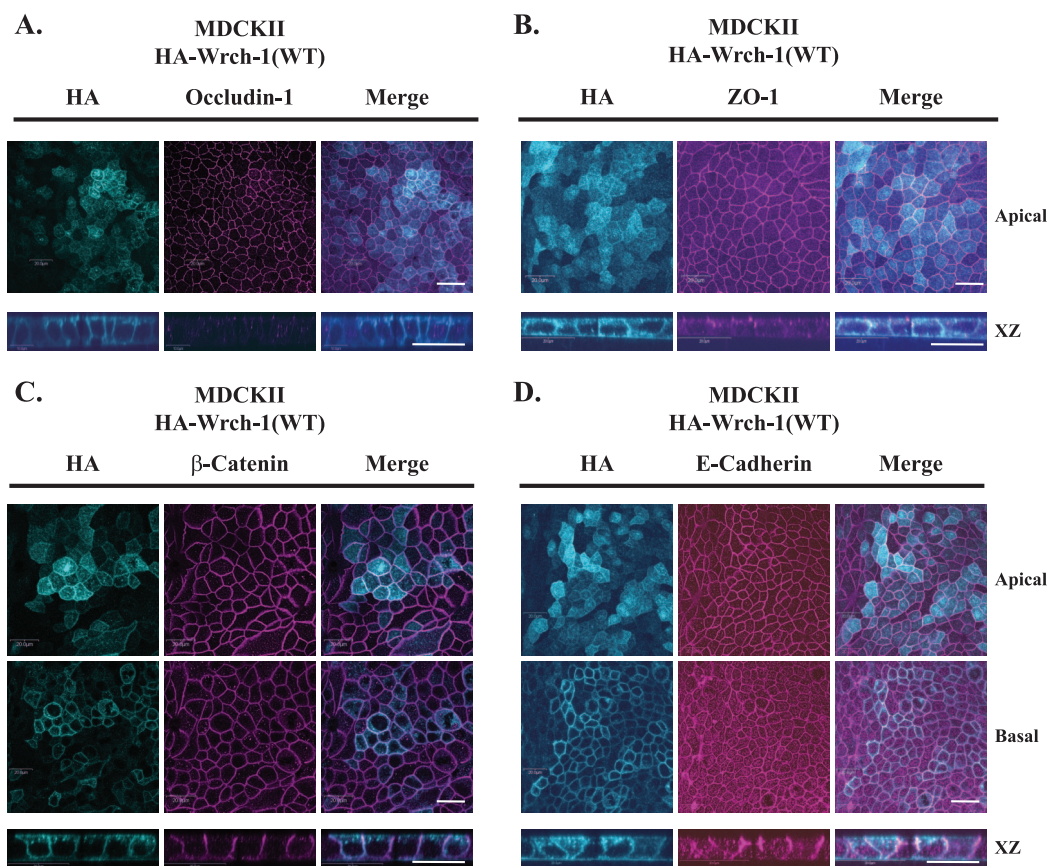 A.
MDCKII
HA-Wrch-1(WT)
HA Occludin-1 Merge
B.
MDCKII
HA-Wrch-1(WT)
HA ZO-1 Merge
Apical
XZ
C.
MDCKII
HA-Wrch-1(WT)
HA β-Catenin Merge
D.
MDCKII
HA-Wrch-1(WT)
HA E-Cadherin Merge
Apical
Basal
XZ